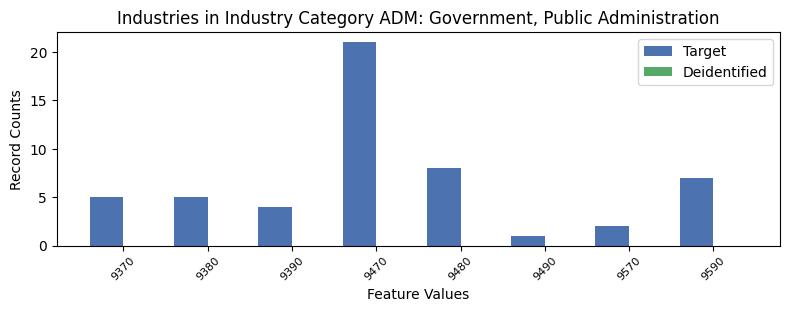 Industries in Industry Category ADM: Government, Public Administration
Target
Deidentified
Record Counts
20
15
10
5
0
9370
9380
9390
9470
9480
9490
9570
9590
Feature Values